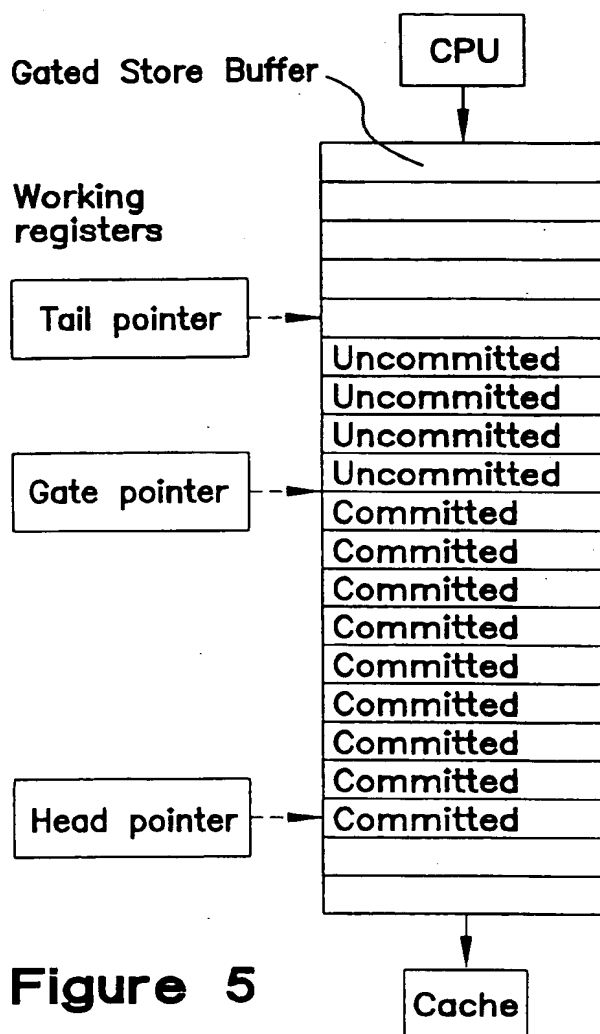 CPU
Gated Store Buffer
Working
registers
Tail pointer
Uncommitted
Uncommitted
Uncommitted
Uncommitted
Gate pointer
Committed
Committed
Committed
Committed
Committed
Committed
Committed
Committed
Head pointer
Committed
Figure 5
Cache